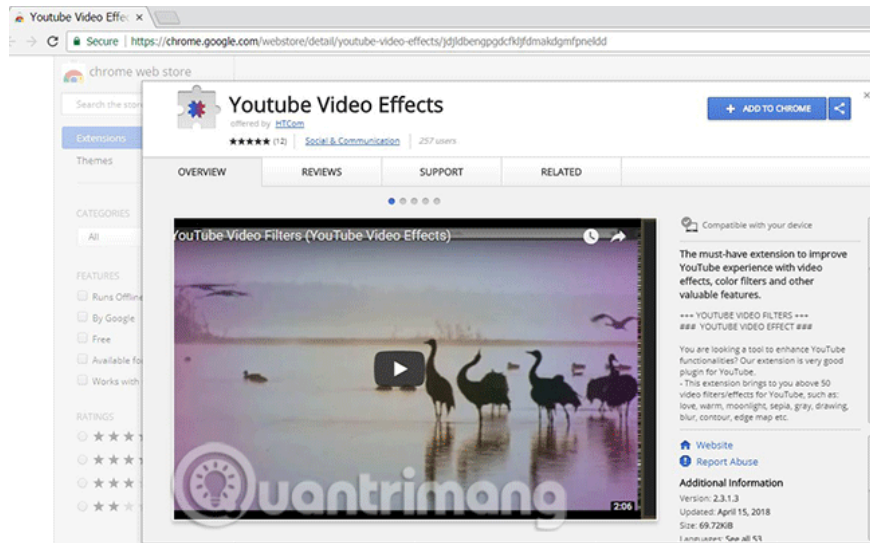 Youtube Video Effec ×
Secure | https://chrome.google.com/webstore/detail/youtube-video-effects/jdjldbengpgdcfkljfdmakdgmfpneldd
chrome web store
Search the store
Extensions
Themes
CATEGORIES
All
FEATURES
Runs Offline
By Google
Free
Available fo
Works with
RATINGS
Youtube Video Effects
offered by HTCom
(12) Social & Communication 257 users
+ ADD TO CHROME
×
OVERVIEW REVIEWS SUPPORT RELATED
YouTube Video Filters (YouTube Video Effects)
2:06
Quantrimang
Compatible with your device
The must-have extension to improve
YouTube experience with video
effects, color filters and other
valuable features.
=== YOUTUBE VIDEO FILTERS ===
### YOUTUBE VIDEO EFFECT ###
You are looking a tool to enhance YouTube
functionalities? Our extension is very good
plugin for YouTube.
- This extension brings to you above 50
video filters/effects for YouTube, such as:
love, warm, moonlight, sepia, gray, drawing,
blur, contour, edge map etc.
Website
Report Abuse
Additional Information
Version: 2.3.1.3
Updated: April 15, 2018
Size: 69.72KiB
Languages: See all 53